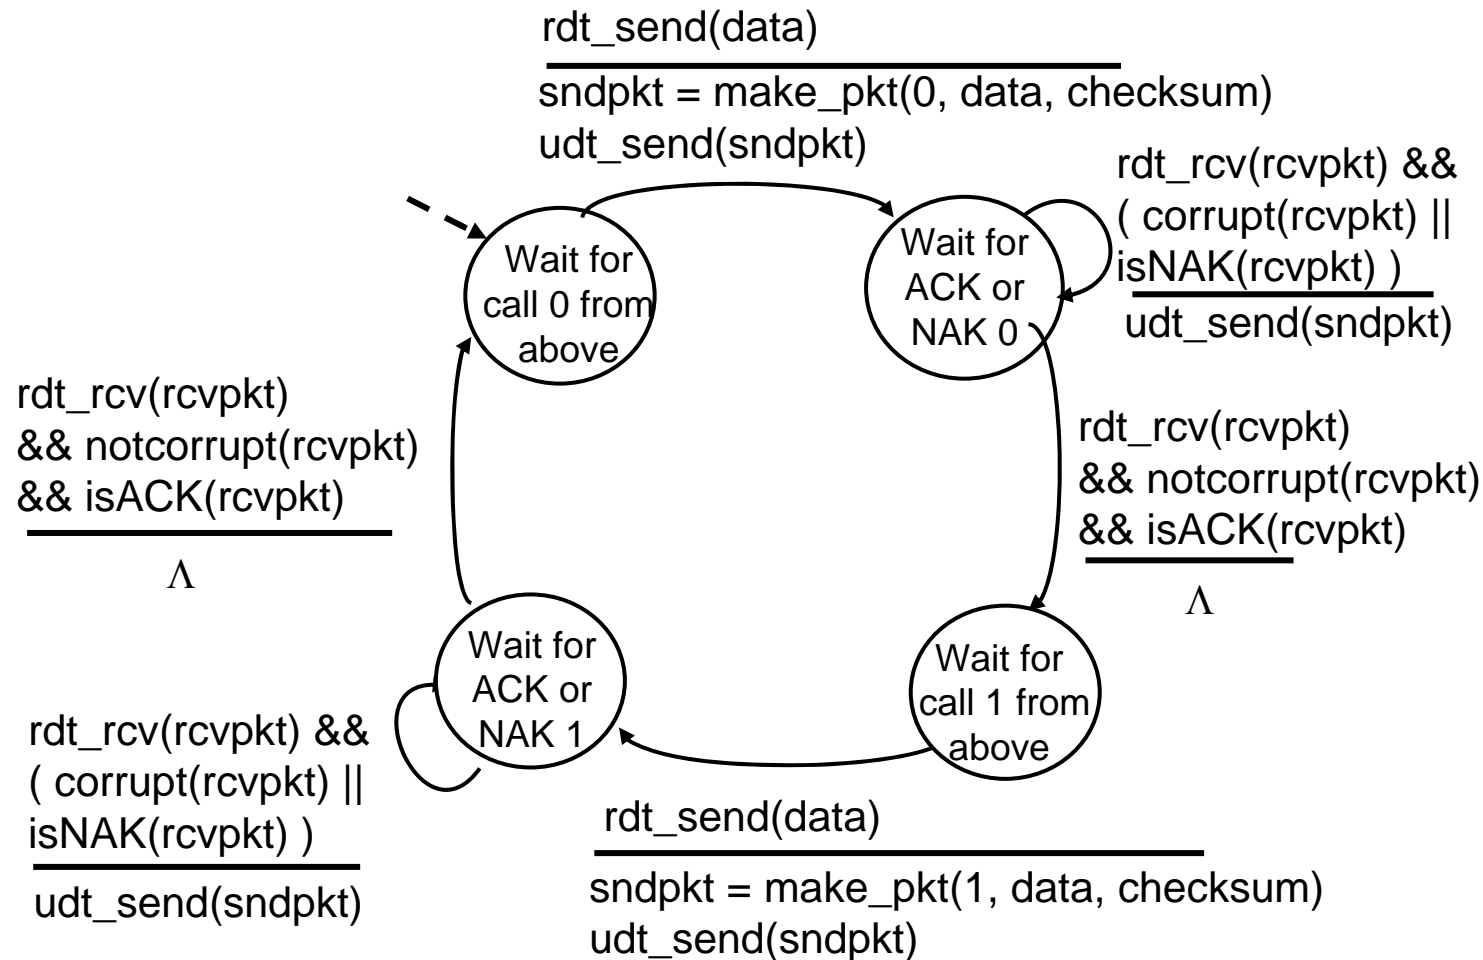 rdt_send(data)
sndpkt = make_pkt(0, data, checksum)
udt_send(sndpkt)
rdt_rcv(rcvpkt) &&
( corrupt(rcvpkt) ||
isNAK(rcvpkt) )
udt_send(sndpkt)
Wait for
call 0 from
above
Wait for
ACK or
NAK 0
rdt_rcv(rcvpkt)
&& notcorrupt(rcvpkt)
&& isACK(rcvpkt)
Λ
rdt_rcv(rcvpkt)
&& notcorrupt(rcvpkt)
&& isACK(rcvpkt)
Λ
Wait for
ACK or
NAK 1
Wait for
call 1 from
above
rdt_rcv(rcvpkt) &&
( corrupt(rcvpkt) ||
isNAK(rcvpkt) )
udt_send(sndpkt)
rdt_send(data)
sndpkt = make_pkt(1, data, checksum)
udt_send(sndpkt)